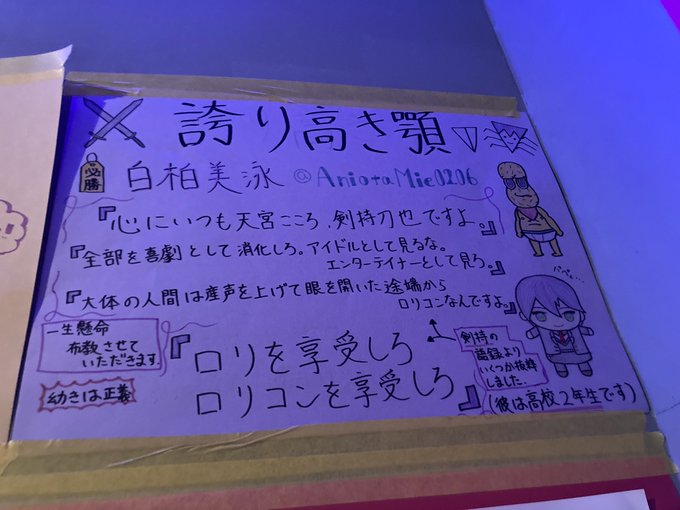 誇り高き顎
必勝
白柏美泳 @AniotaMie0206
『心にいつも天宮こころ、剣持刀也ですよ。』
『全部を喜劇として消化しろ。アイドルとして見るな。
エンターテイナーとして見ろ。』
『大体の人間は産声を上げて眼を開いた途端から
ロリコンなんですよ。』
一生懸命
布教させて
いただきます
幼きは正義
『ロリを享受しろ
ロリコンを享受しろ』
剣持の
語録より
いくつか抜粋
しました。
(彼は高校2年生です)